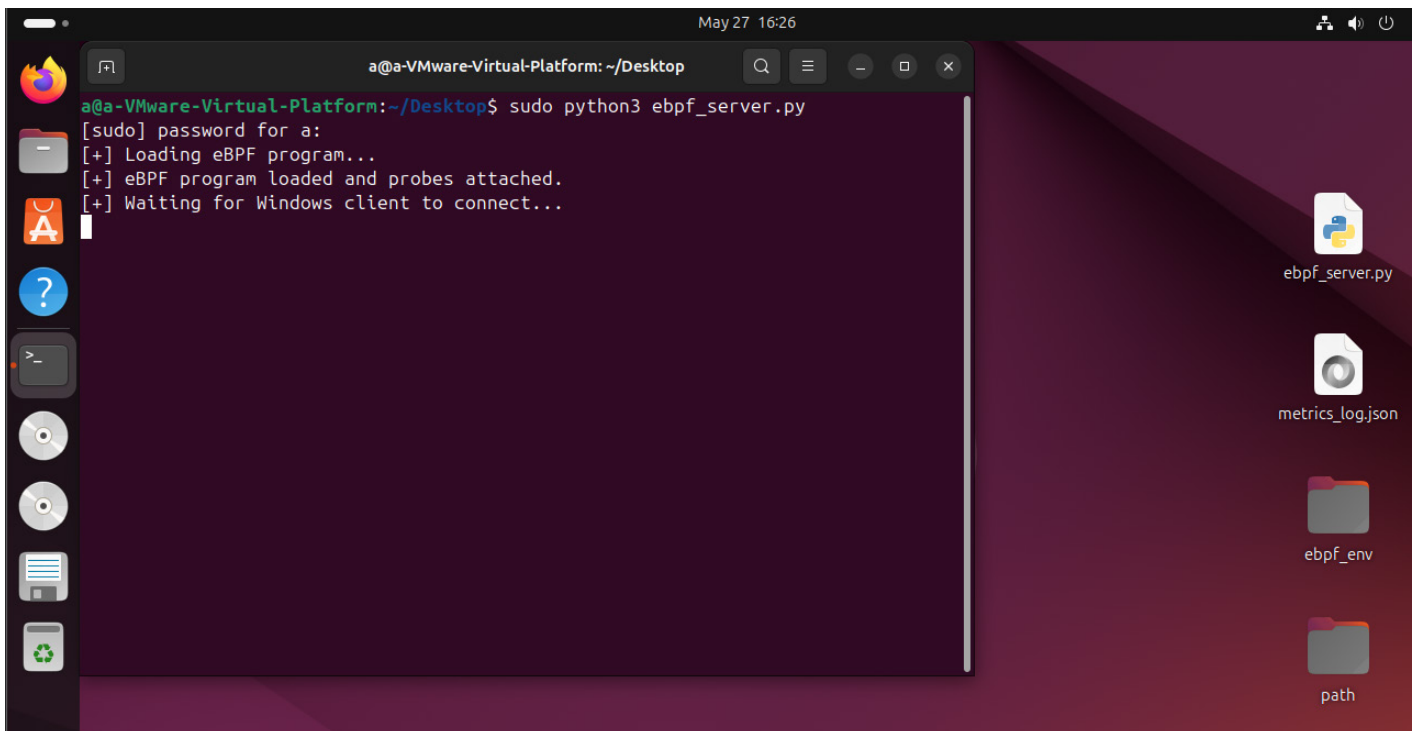 May 27 16:26
a@a-VMware-Virtual-Platform: ~/Desktop
a@a-VMware-Virtual-Platform:~/Desktop$ sudo python3 ebpf_server.py
[sudo] password for a:
[+] Loading eBPF program...
[+] eBPF program loaded and probes attached.
[+] Waiting for Windows client to connect...
ebpf_server.py
metrics_log.json
ebpf_env
path